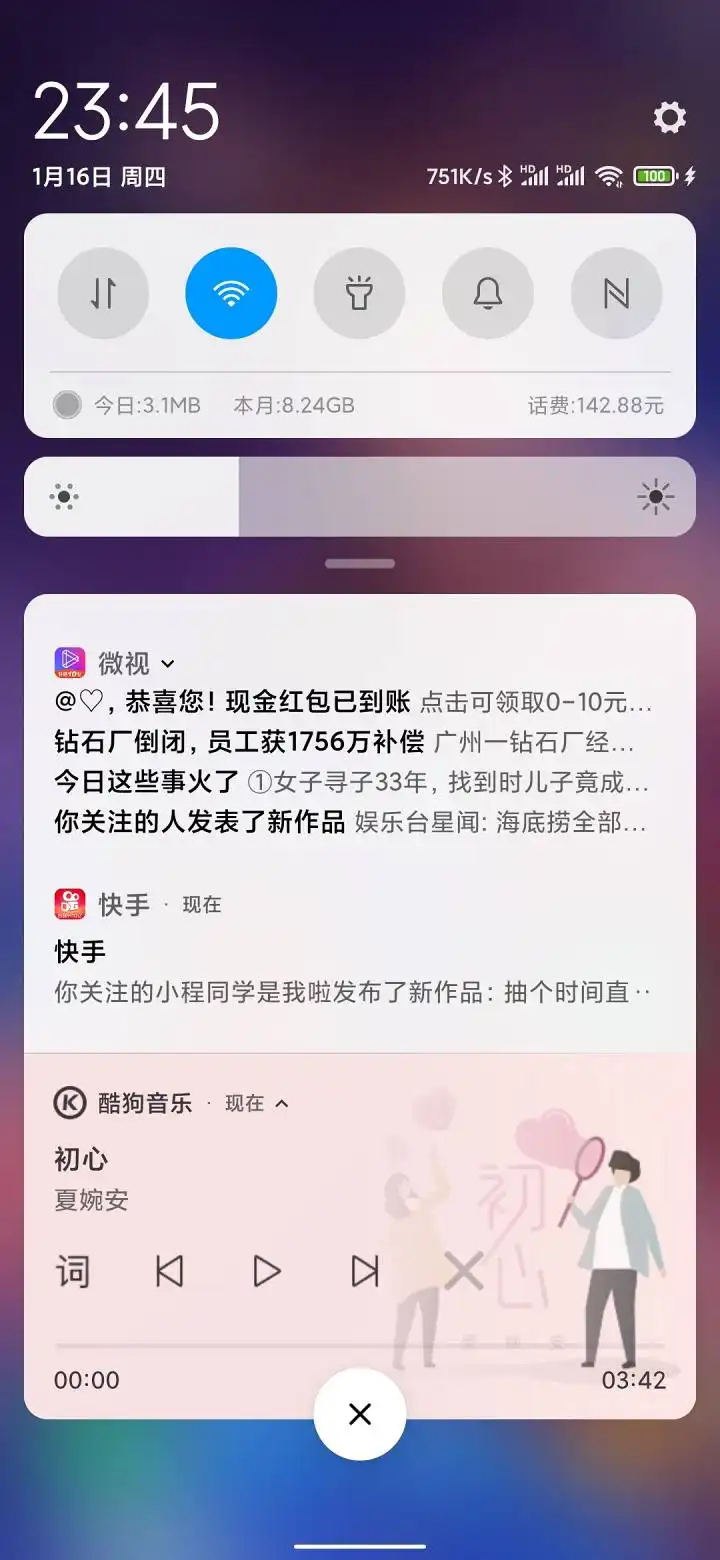 23:45
1月16日 周四
751K/s HD HD 100
今日:3.1MB 本月:8.24GB 话费:142.88元
微视
@♡, 恭喜您! 现金红包已到账 点击可领取0-10元...
钻石厂倒闭, 员工获1756万补偿 广州一钻石厂经...
今日这些事火了 ①女子寻子33年, 找到时儿子竟成...
你关注的人发表了新作品 娱乐台星闻: 海底捞全部...
快手 · 现在
快手
你关注的小程同学是我啦发布了新作品: 抽个时间直··
酷狗音乐 · 现在
初心
夏婉安
初心
词
00:00
03:42